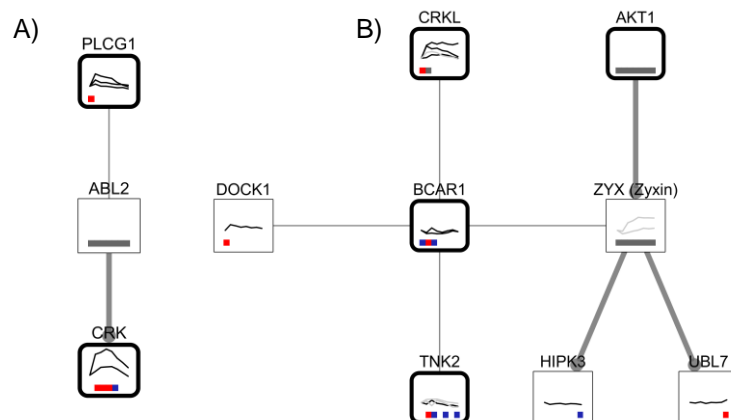 A)
B)
PLCG1
CRKL
AKT1
ABL2
DOCK1
BCAR1
ZYX (Zyxin)
CRK
TNK2
HIPK3
UBL7